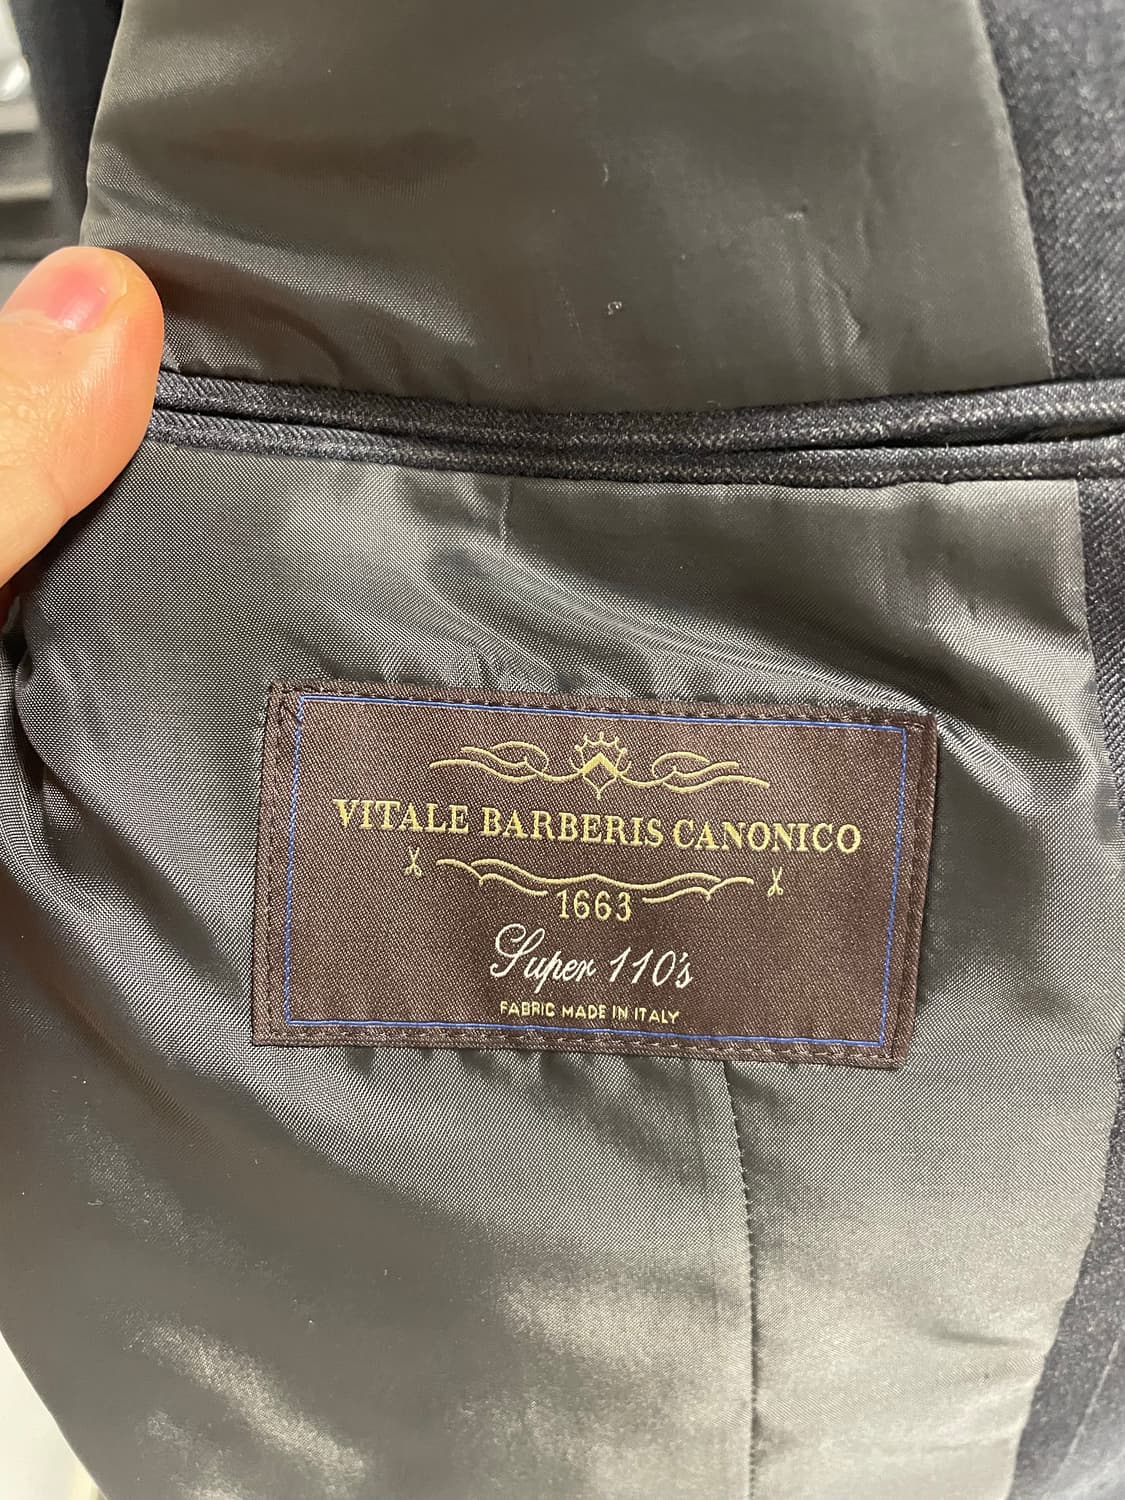 VITALE BARBERIS CANONICO
1663
Super 110's
FABRIC MADE IN ITALY